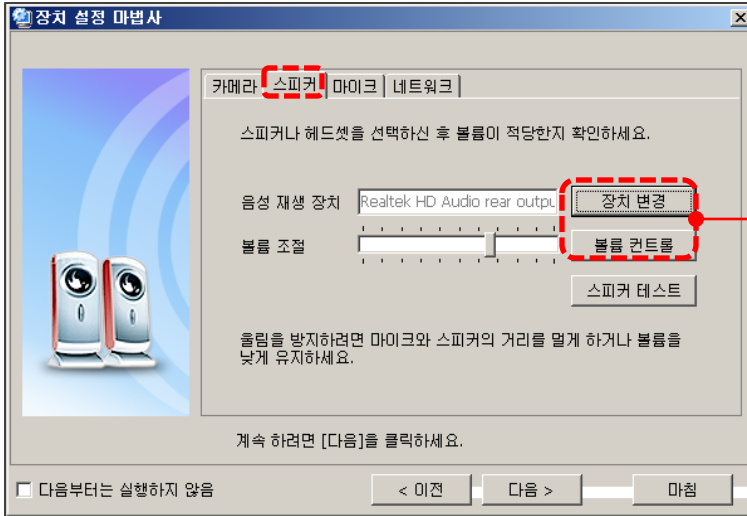 장치 설정 마법사
카메라 스피커 마이크 네트워크
스피커나 헤드셋을 선택하신 후 볼륨이 적당한지 확인하세요.
음성 재생 장치 Realtek HD Audio rear outpu 장치 변경
볼륨 조절 볼륨 컨트롤
스피커 테스트
울림을 방지하려면 마이크와 스피커의 거리를 멀게 하거나 볼륨을
낮게 유지하세요.
계속 하려면 [다음]을 클릭하세요.
다음부터는 실행하지 않음 < 이전 다음 > 마침